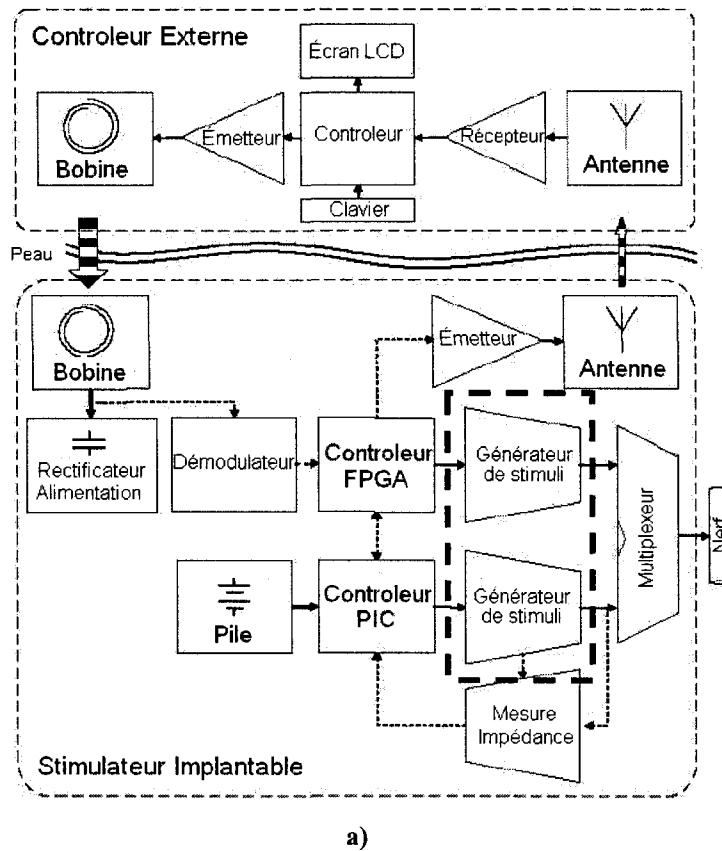 Controleur Externe
Écran LCD
Bobine
Émetteur
Controleur
Récepteur
Antenne
Clavier
Peau
Bobine
Émetteur
Antenne
Rectificateur
Alimentation
Démodulateur
Controleur
FPGA
Générateur
de stimuli
Multiplexeur
Nerf
Pile
Controleur
PIC
Générateur
de stimuli
Mesure
Impédance
Stimulateur Implantable
a)